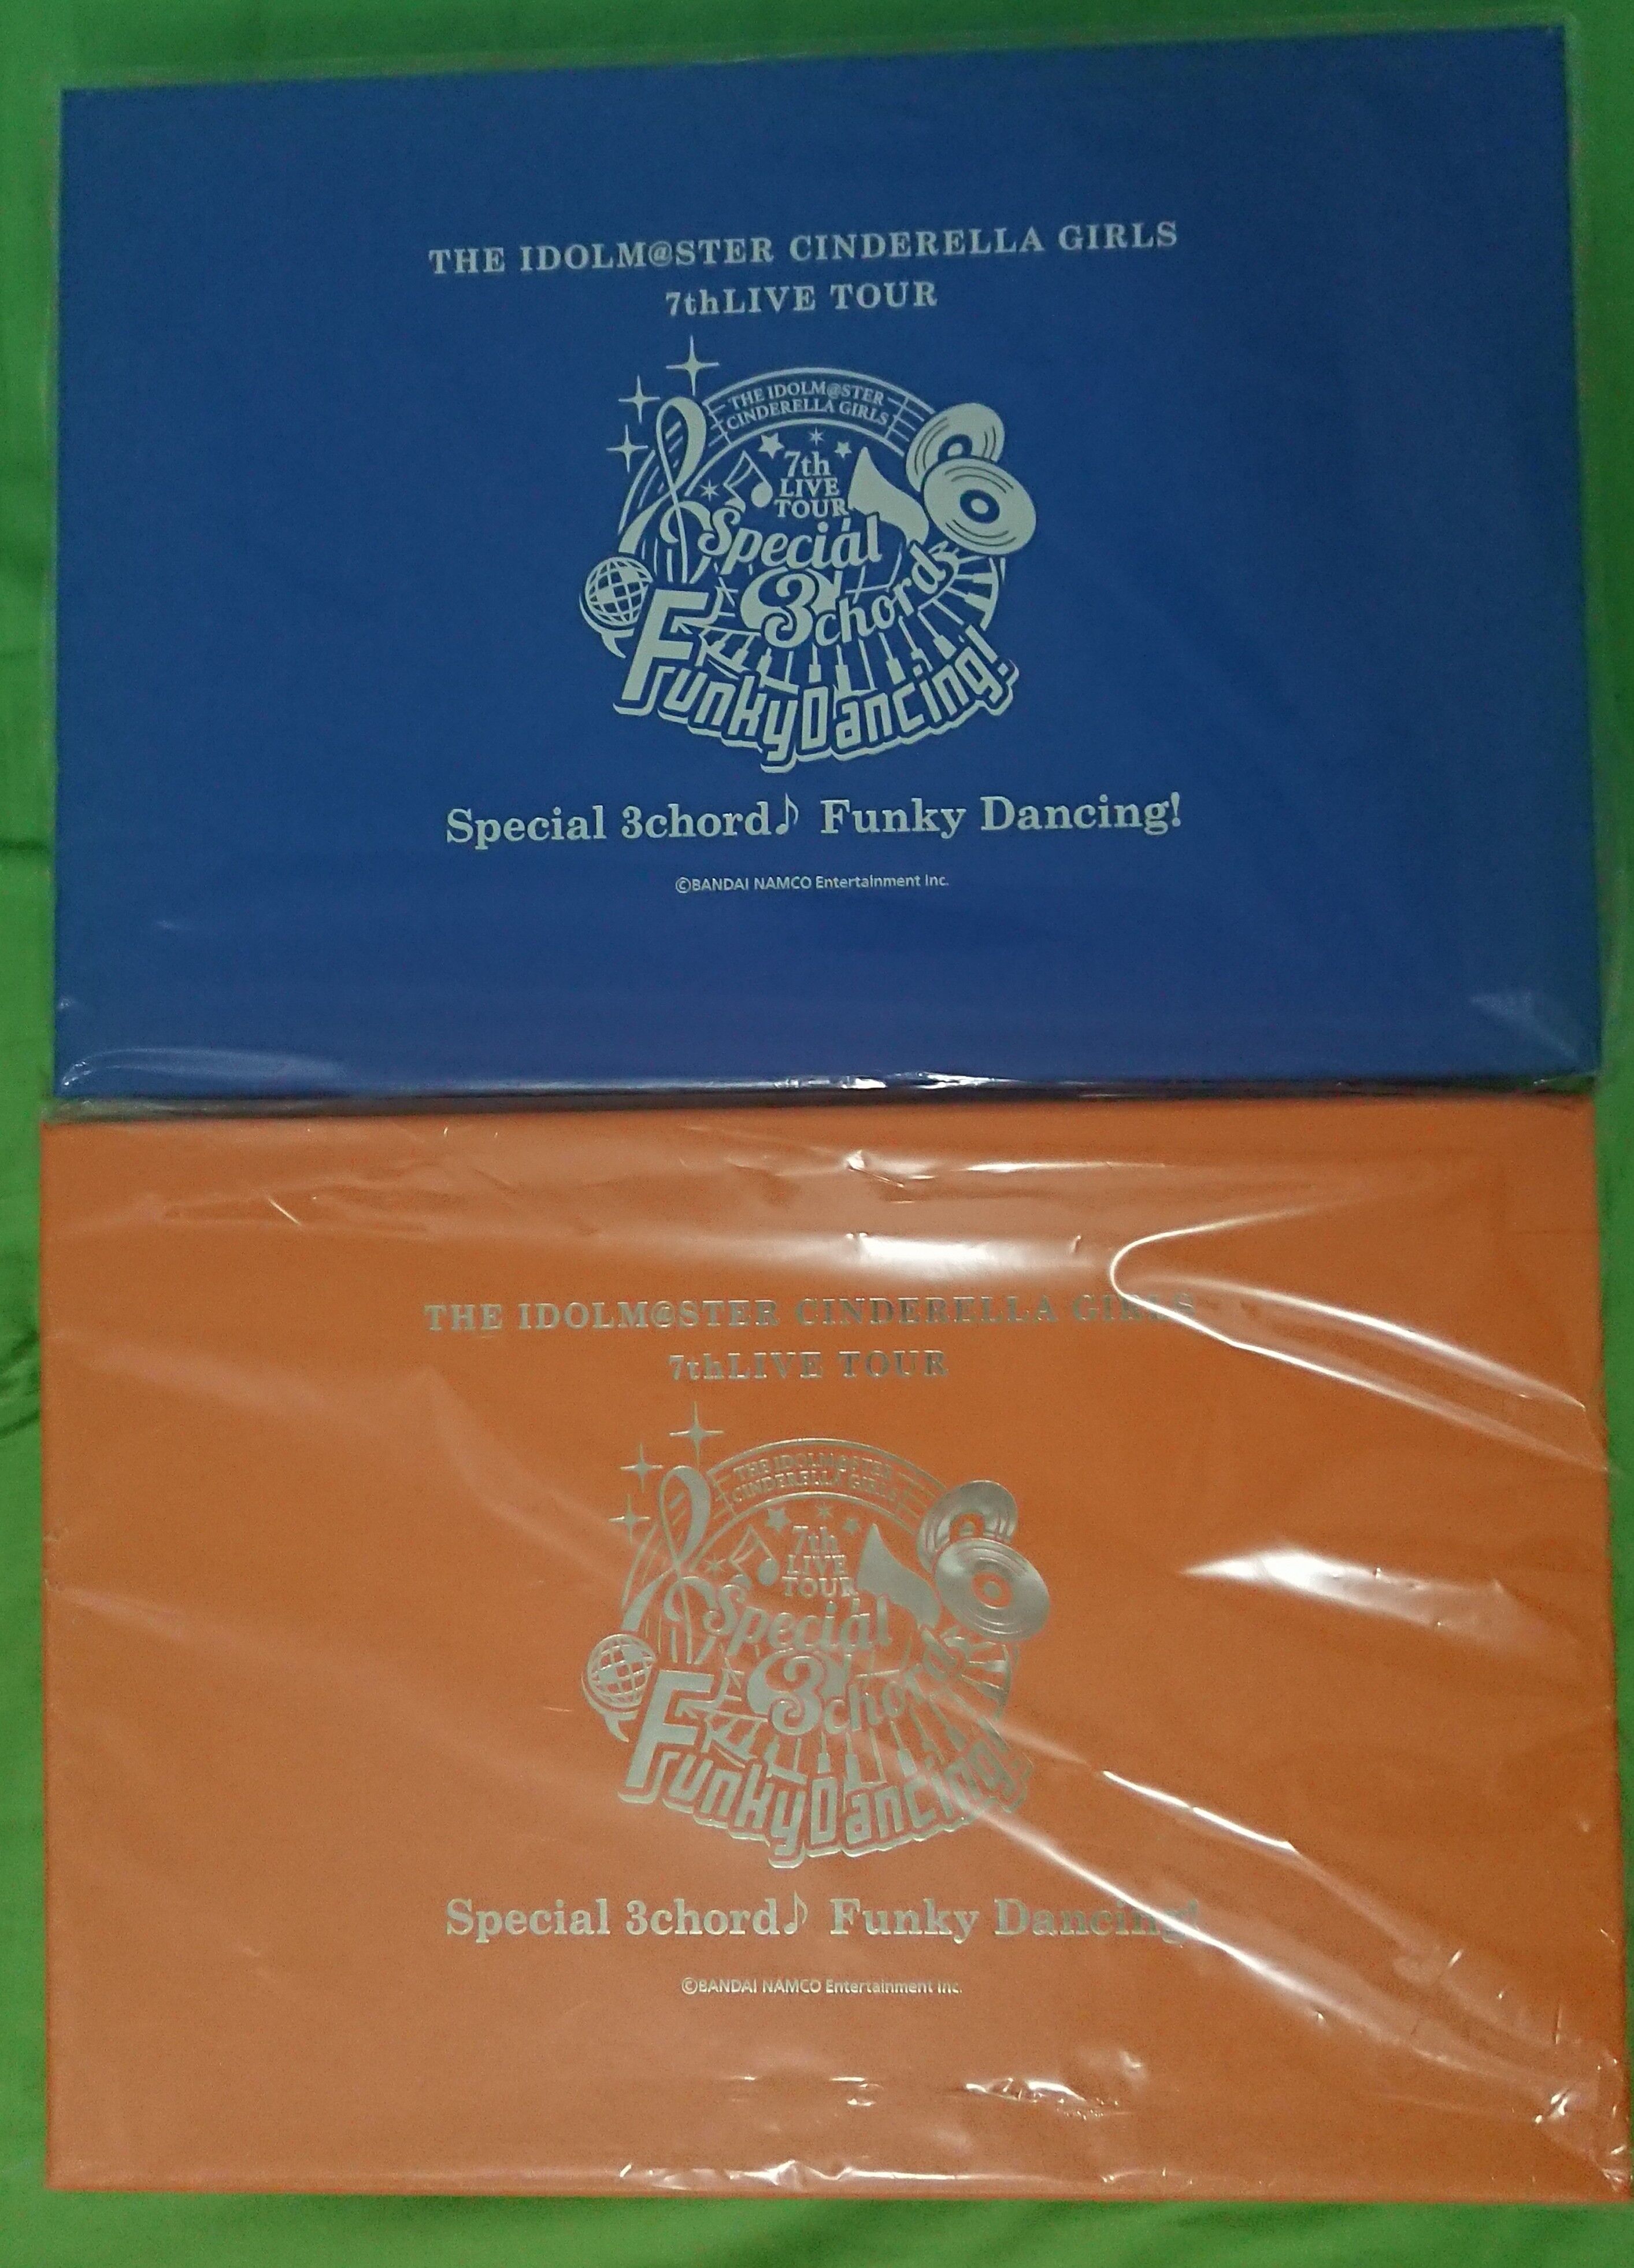 THE IDOLM@STER CINDERELLA GIRLS
7thLIVE TOUR
THE IDOLM@STER
CINDERELLA GIRLS
7th
LIVE
TOUR
Special
3chord♪
Funky Dancing!
Special 3chord♪ Funky Dancing!
©BANDAI NAMCO Entertainment Inc.
THE IDOLM@STER CINDERELLA GIRLS
7thLIVE TOUR
THE IDOLM@STER
CINDERELLA GIRLS
7th
LIVE
TOUR
Special
3chord♪
Funky Dancing!
Special 3chord♪ Funky Dancing!
©BANDAI NAMCO Entertainment Inc.